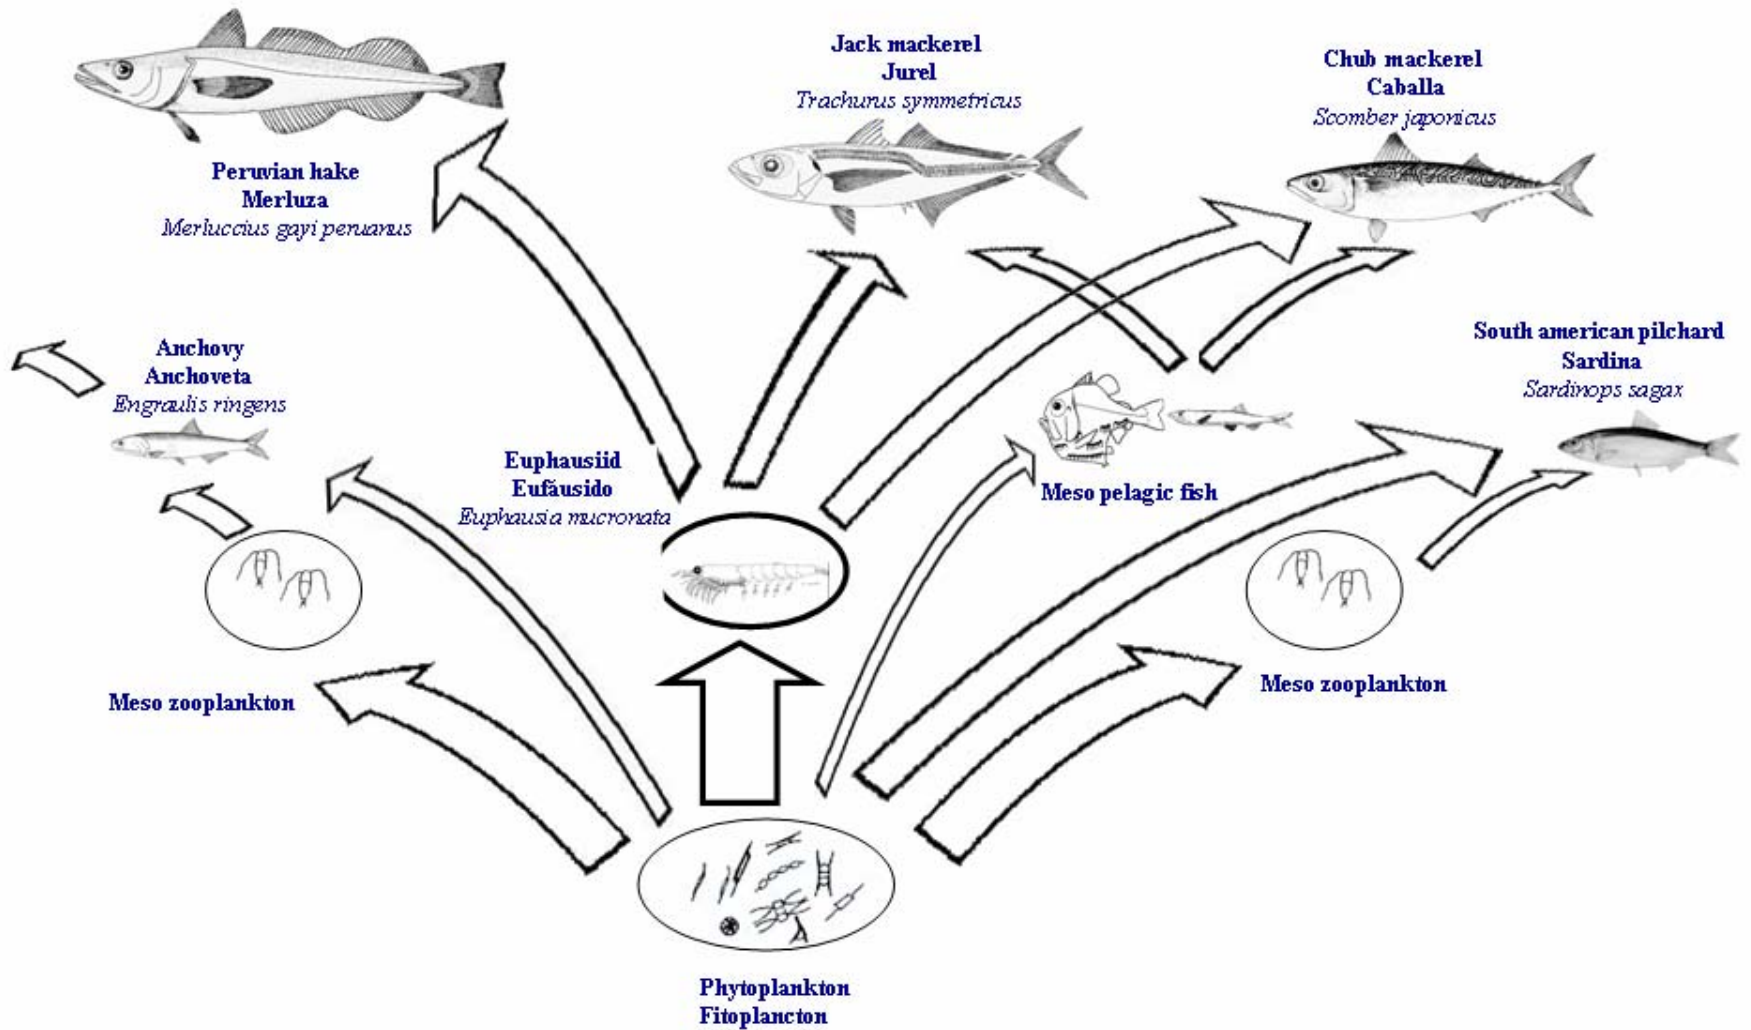 Jack mackerel
Jurel
Trachurus symmetricus
Chub mackerel
Caballa
Scomber japonicus
Peruvian hake
Merluza
Merluccius gayi peruanus
Anchovy
Anchoveta
Engraulis ringens
South american pilchard
Sardina
Sardinops sagax
Euphausiid
Eufăusido
Euphausia mucronata
Meso pelagic fish
Meso zooplankton
Meso zooplankton
Phytoplankton
Fitoplancton